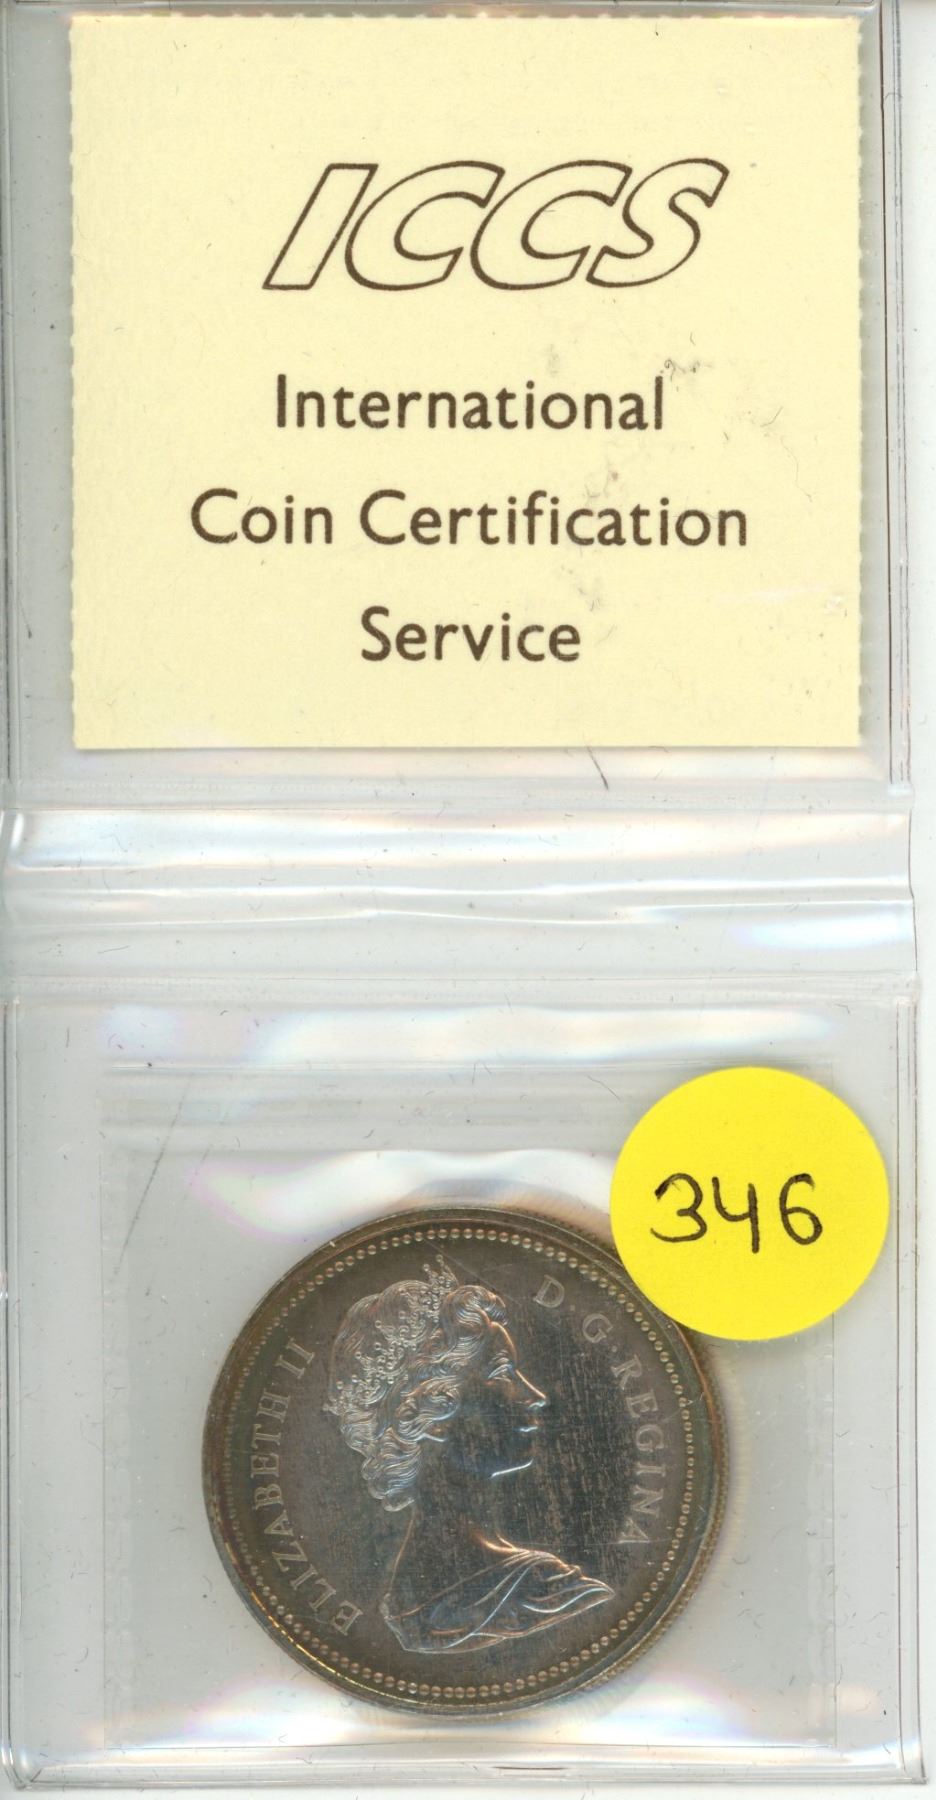 ICCS
International
Coin Certification
Service
346
ELIZABETH II D·G·REGINA